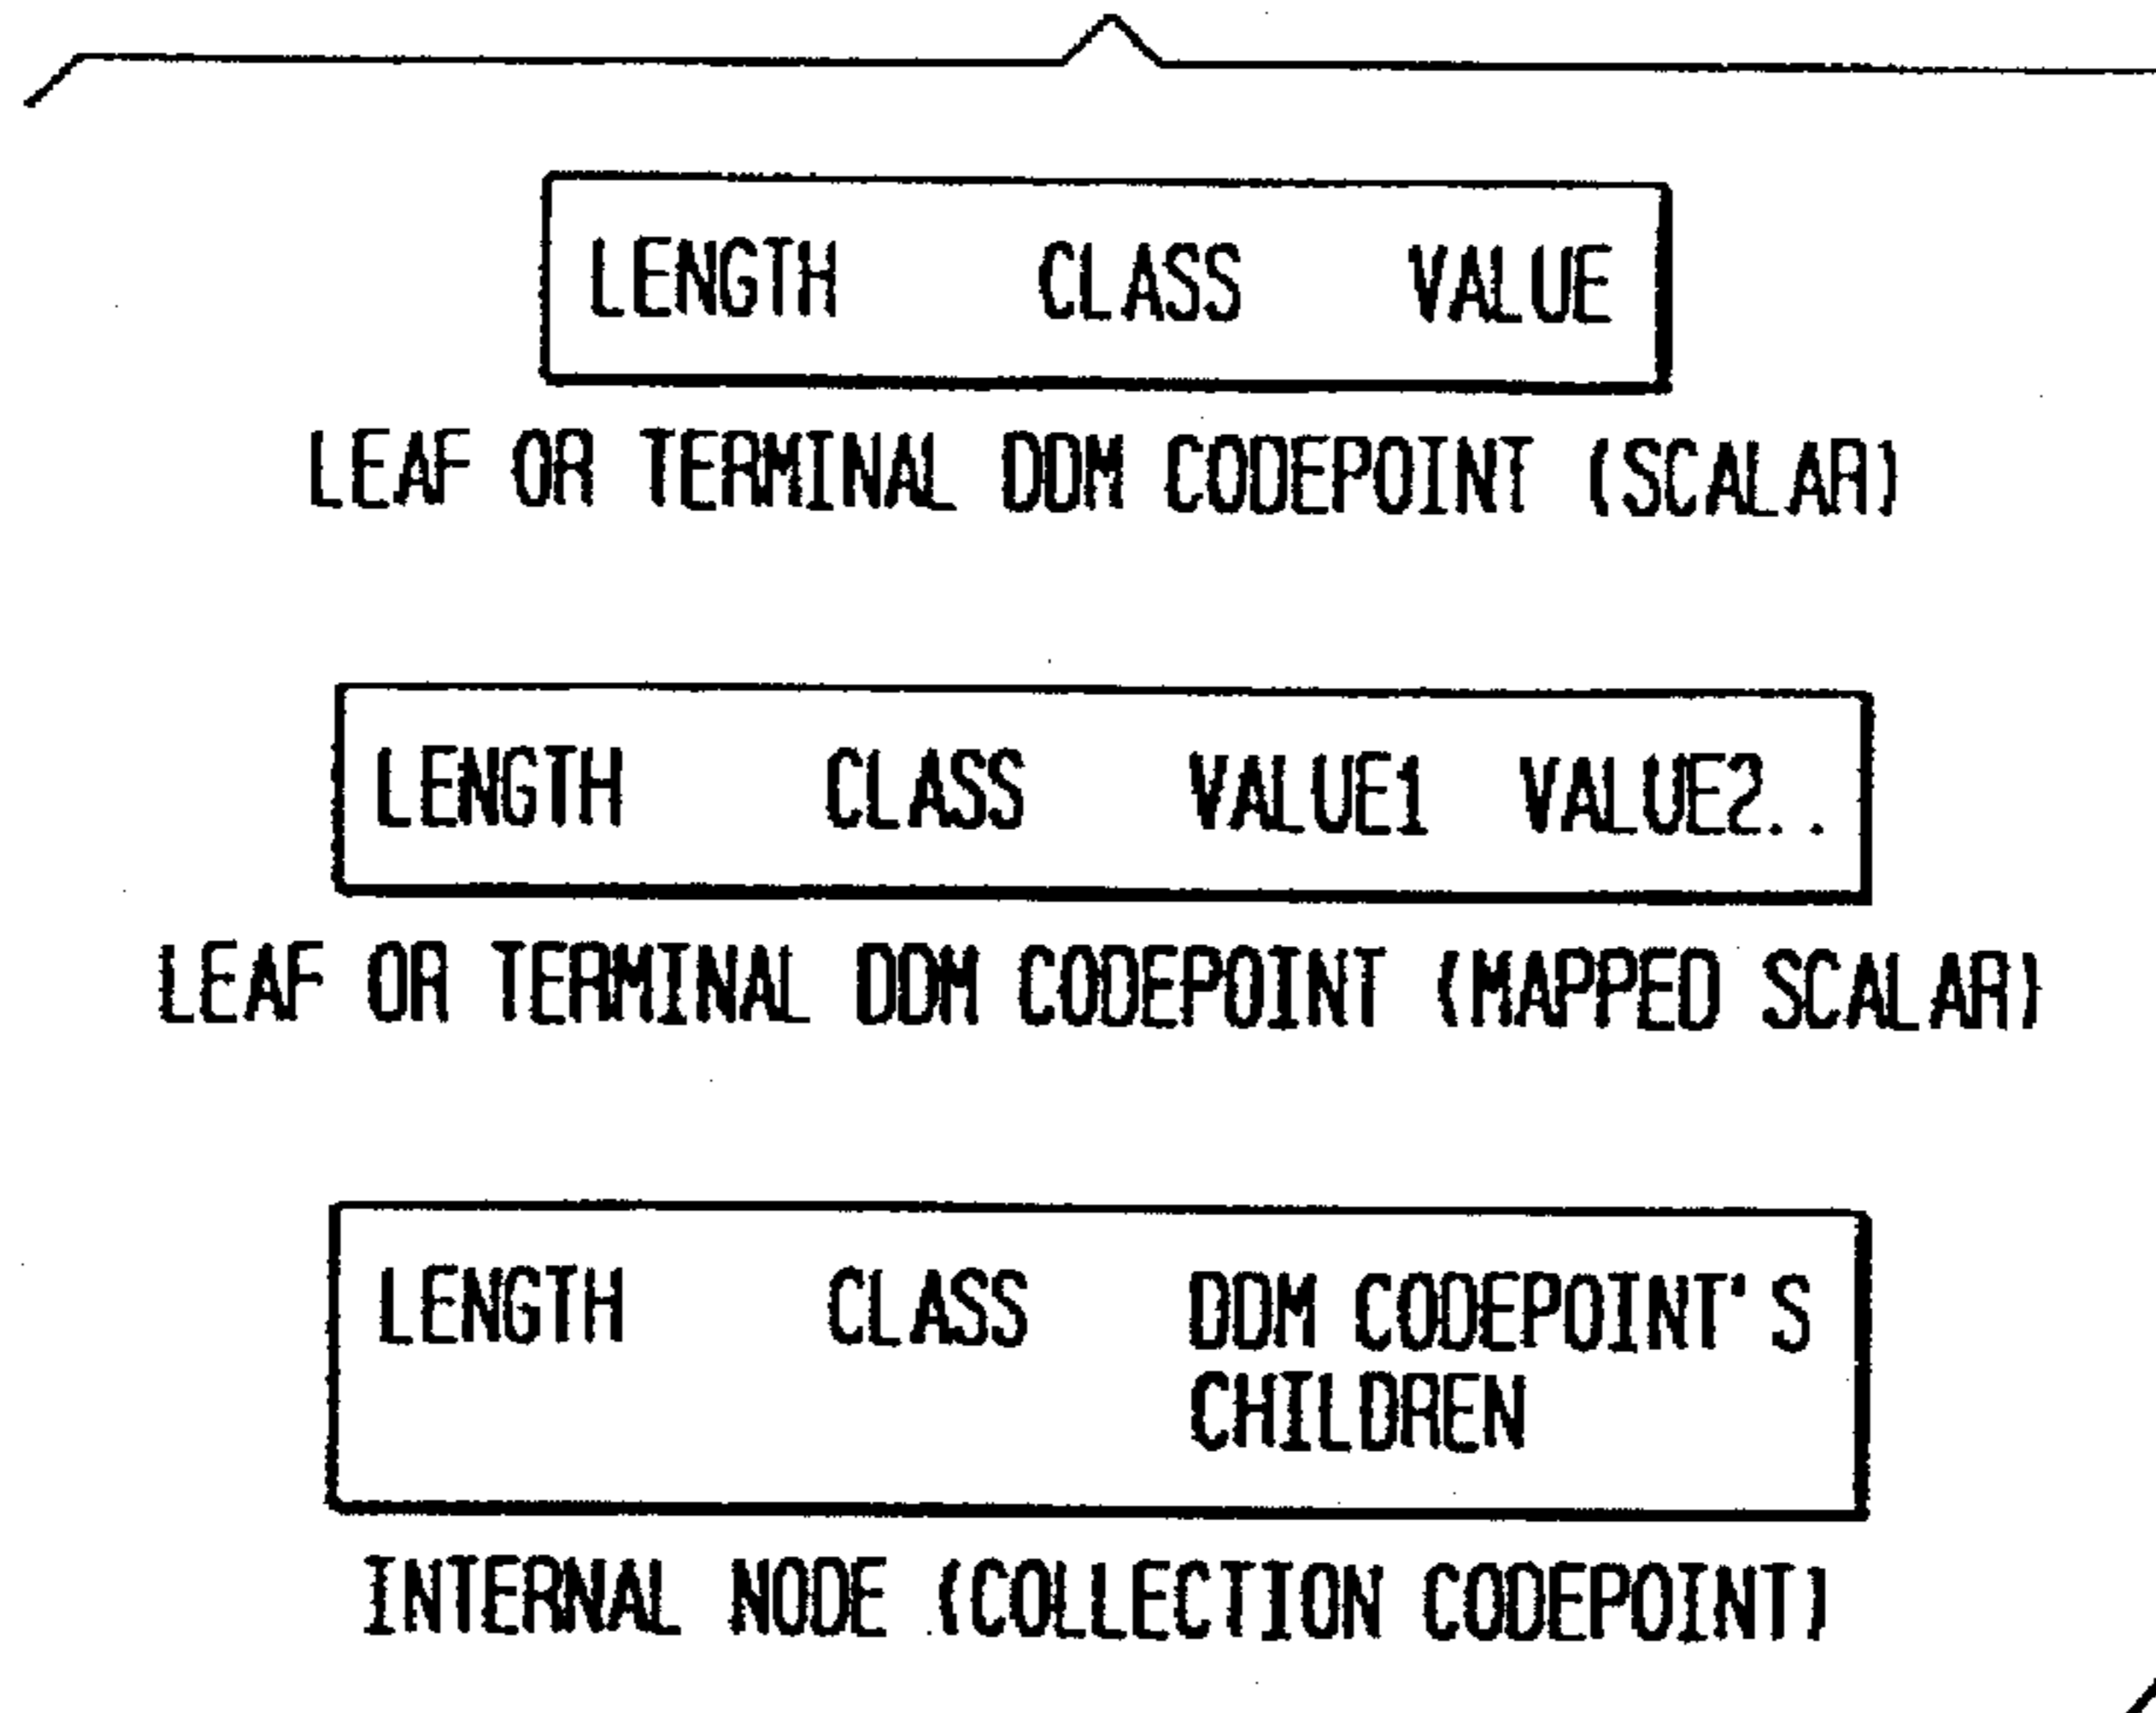 LENGTH CLASS VALUE
LEAF OR TERMINAL DDM CODEPOINT (SCALAR)
LENGTH CLASS VALUE1 VALUE2..
LEAF OR TERMINAL DDM CODEPOINT (MAPPED SCALAR)
LENGTH CLASS DDM CODEPOINT'S
CHILDREN
INTERNAL NODE (COLLECTION CODEPOINT)